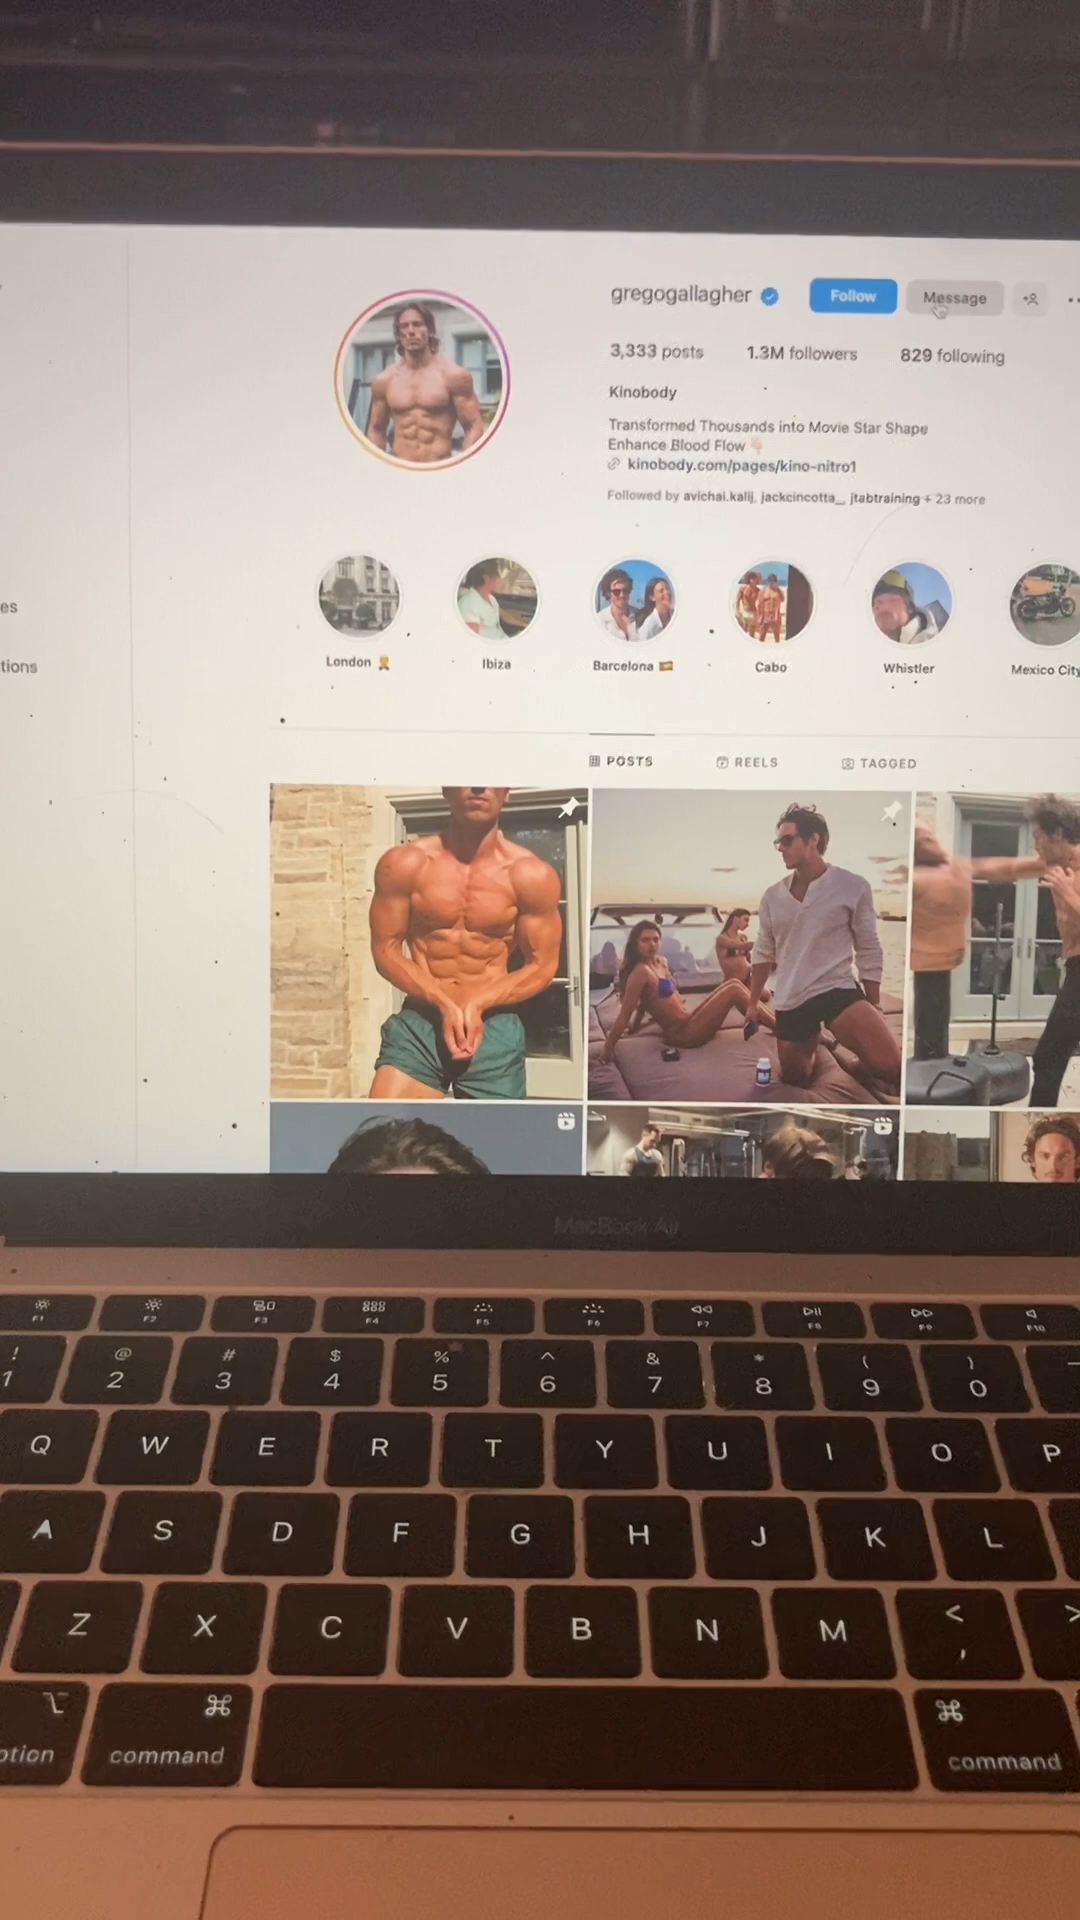 gregogallagher
Follow
Message
3,333 posts
1.3M followers
829 following
Kinobody
Transformed Thousands into Movie Star Shape
Enhance Blood Flow 👇🏻
kinobody.com/pages/kino-nitro1
Followed by avichai.kalij, jackcincotta_, jtabtraining + 23 more
es
tions
London
Ibiza
Barcelona 🇪🇸
Cabo
Whistler
Mexico City
POSTS
REELS
TAGGED
MacBook Air
F1 F2 F3 F4 F5 F6 F7 F8 F9 F10
! @ # $ % ^ & * ( )
1 2 3 4 5 6 7 8 9 0
Q W E R T Y U I O P
A S D F G H J K L
Z X C V B N M < , >
⌥ ⌘ ⌘
ption command command